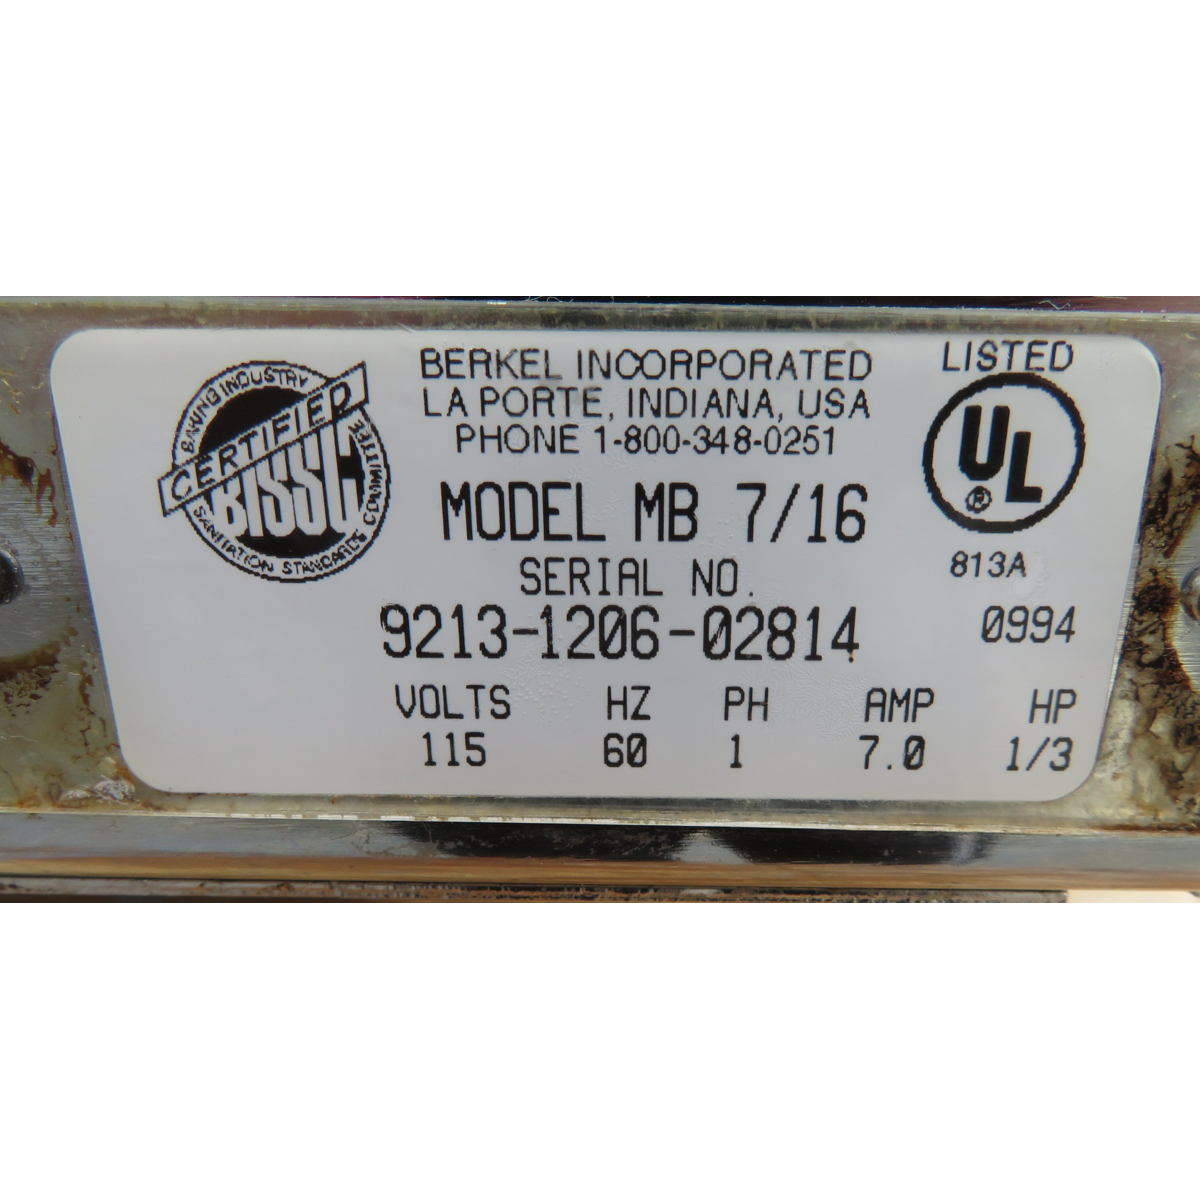 BAKING INDUSTRY
CERTIFIED
BISSC
SANITATION STANDARDS COMMITTEE
BERKEL INCORPORATED
LA PORTE, INDIANA, USA
PHONE 1-800-348-0251
LISTED
UL
®
813A
MODEL MB 7/16
SERIAL NO.
9213-1206-02814
0994
VOLTS HZ PH AMP HP
115 60 1 7.0 1/3